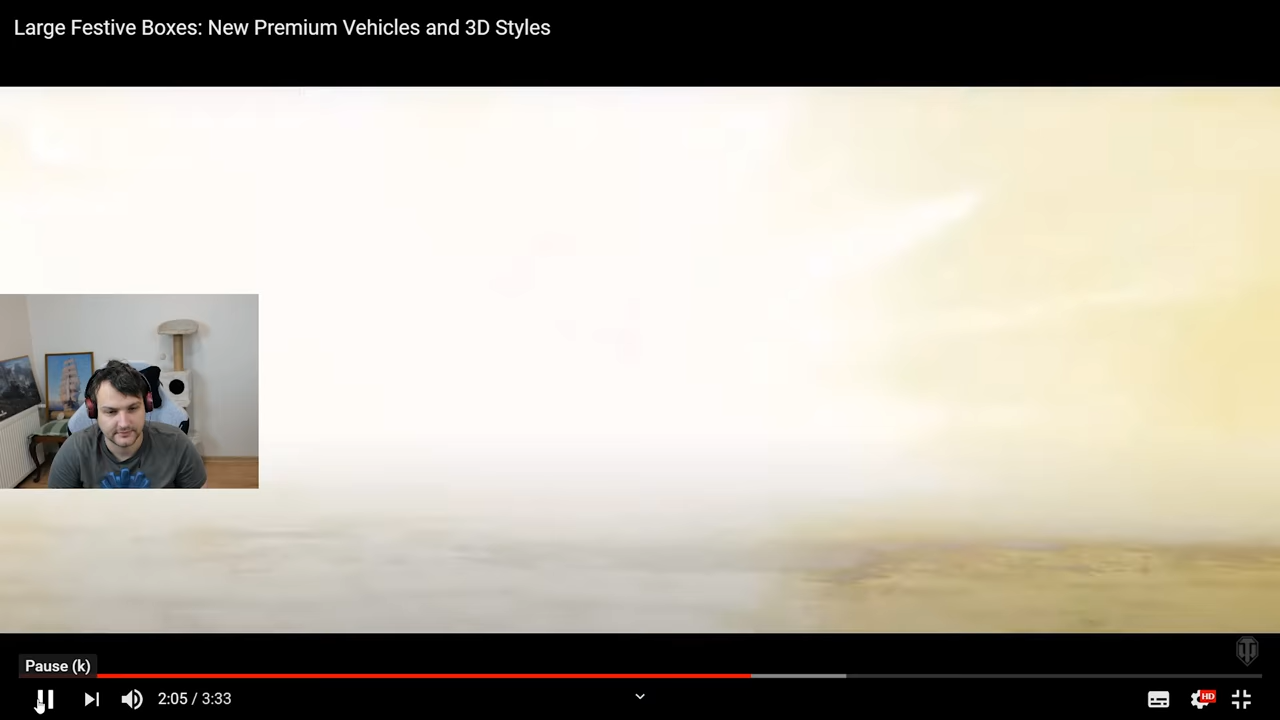 Large Festive Boxes: New Premium Vehicles and 3D Styles
Pause (k)
2:05 / 3:33
HD